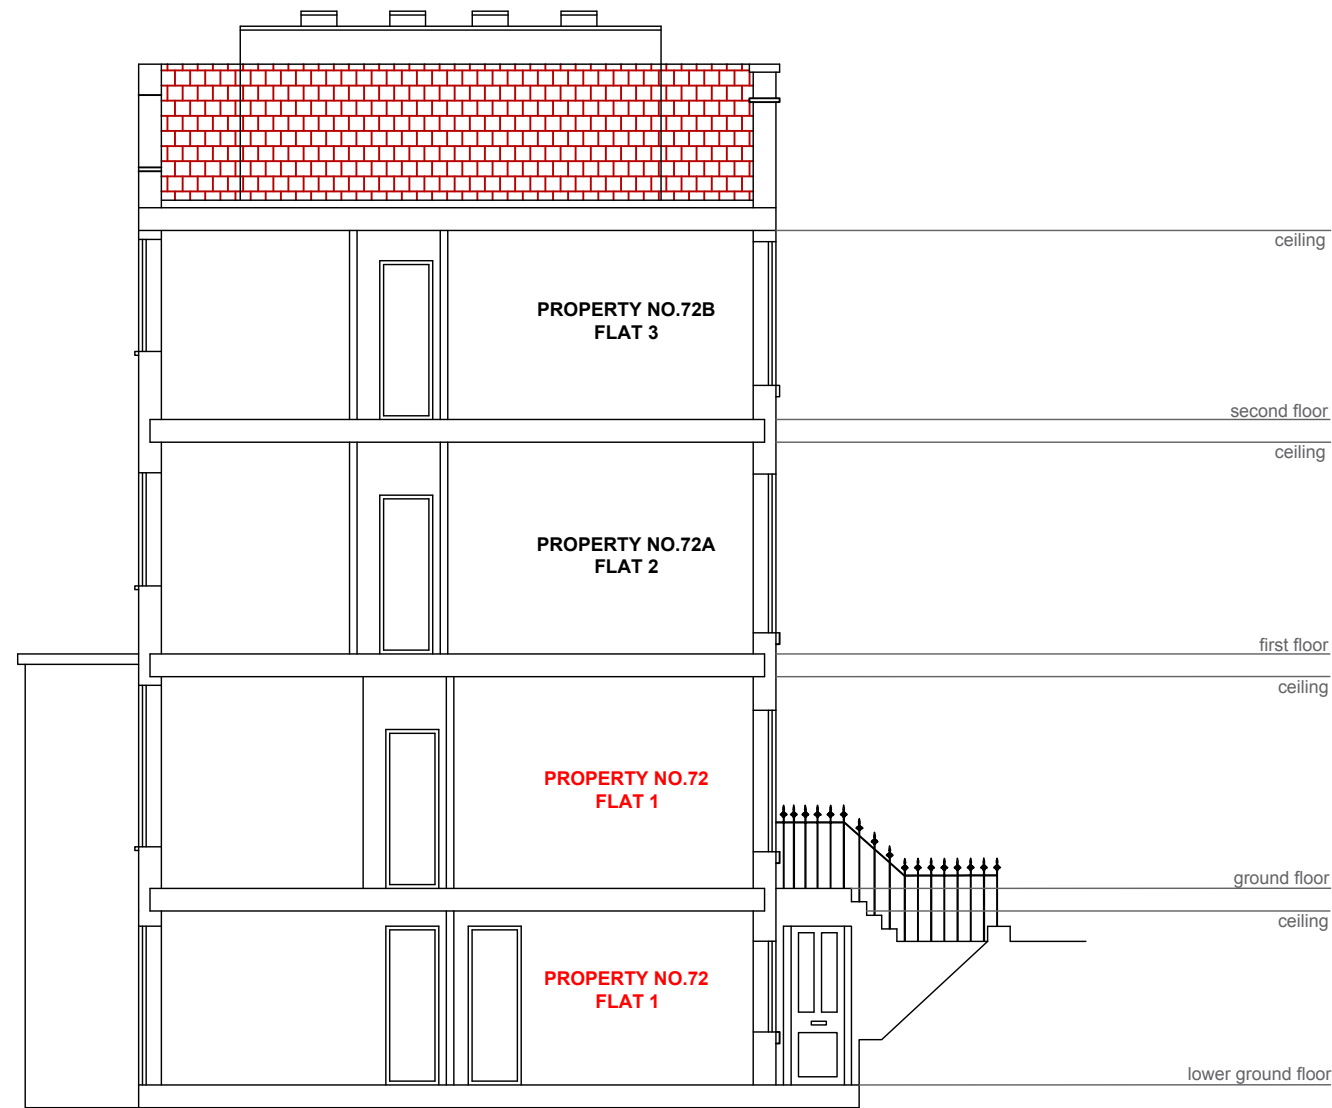 ceiling
PROPERTY NO.72B
FLAT 3
second floor
ceiling
PROPERTY NO.72A
FLAT 2
first floor
ceiling
PROPERTY NO.72
FLAT 1
ground floor
ceiling
PROPERTY NO.72
FLAT 1
lower ground floor